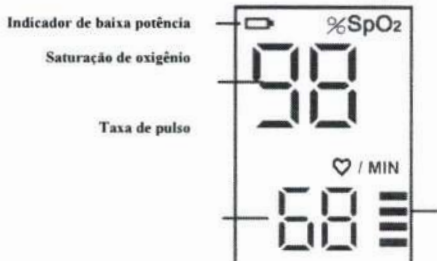 Indicador de baixa potência
%SpO₂
Saturação de oxigênio
98
Taxa de pulso
♡ / MIN
68